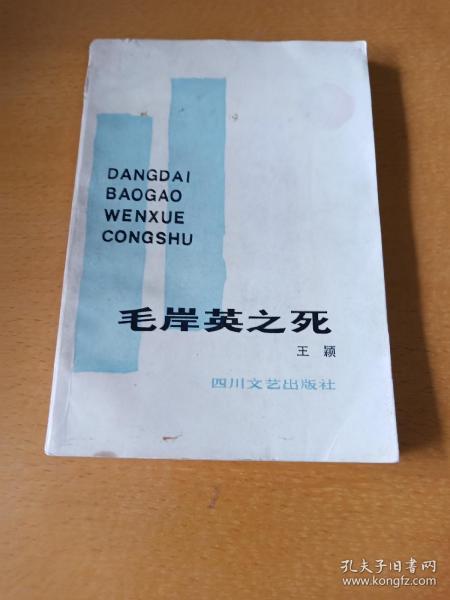 DANGDAI
BAOGAO
WENXUE
CONGSHU
毛岸英之死
王颖
四川文艺出版社
孔夫子旧书网
www.kongfz.com